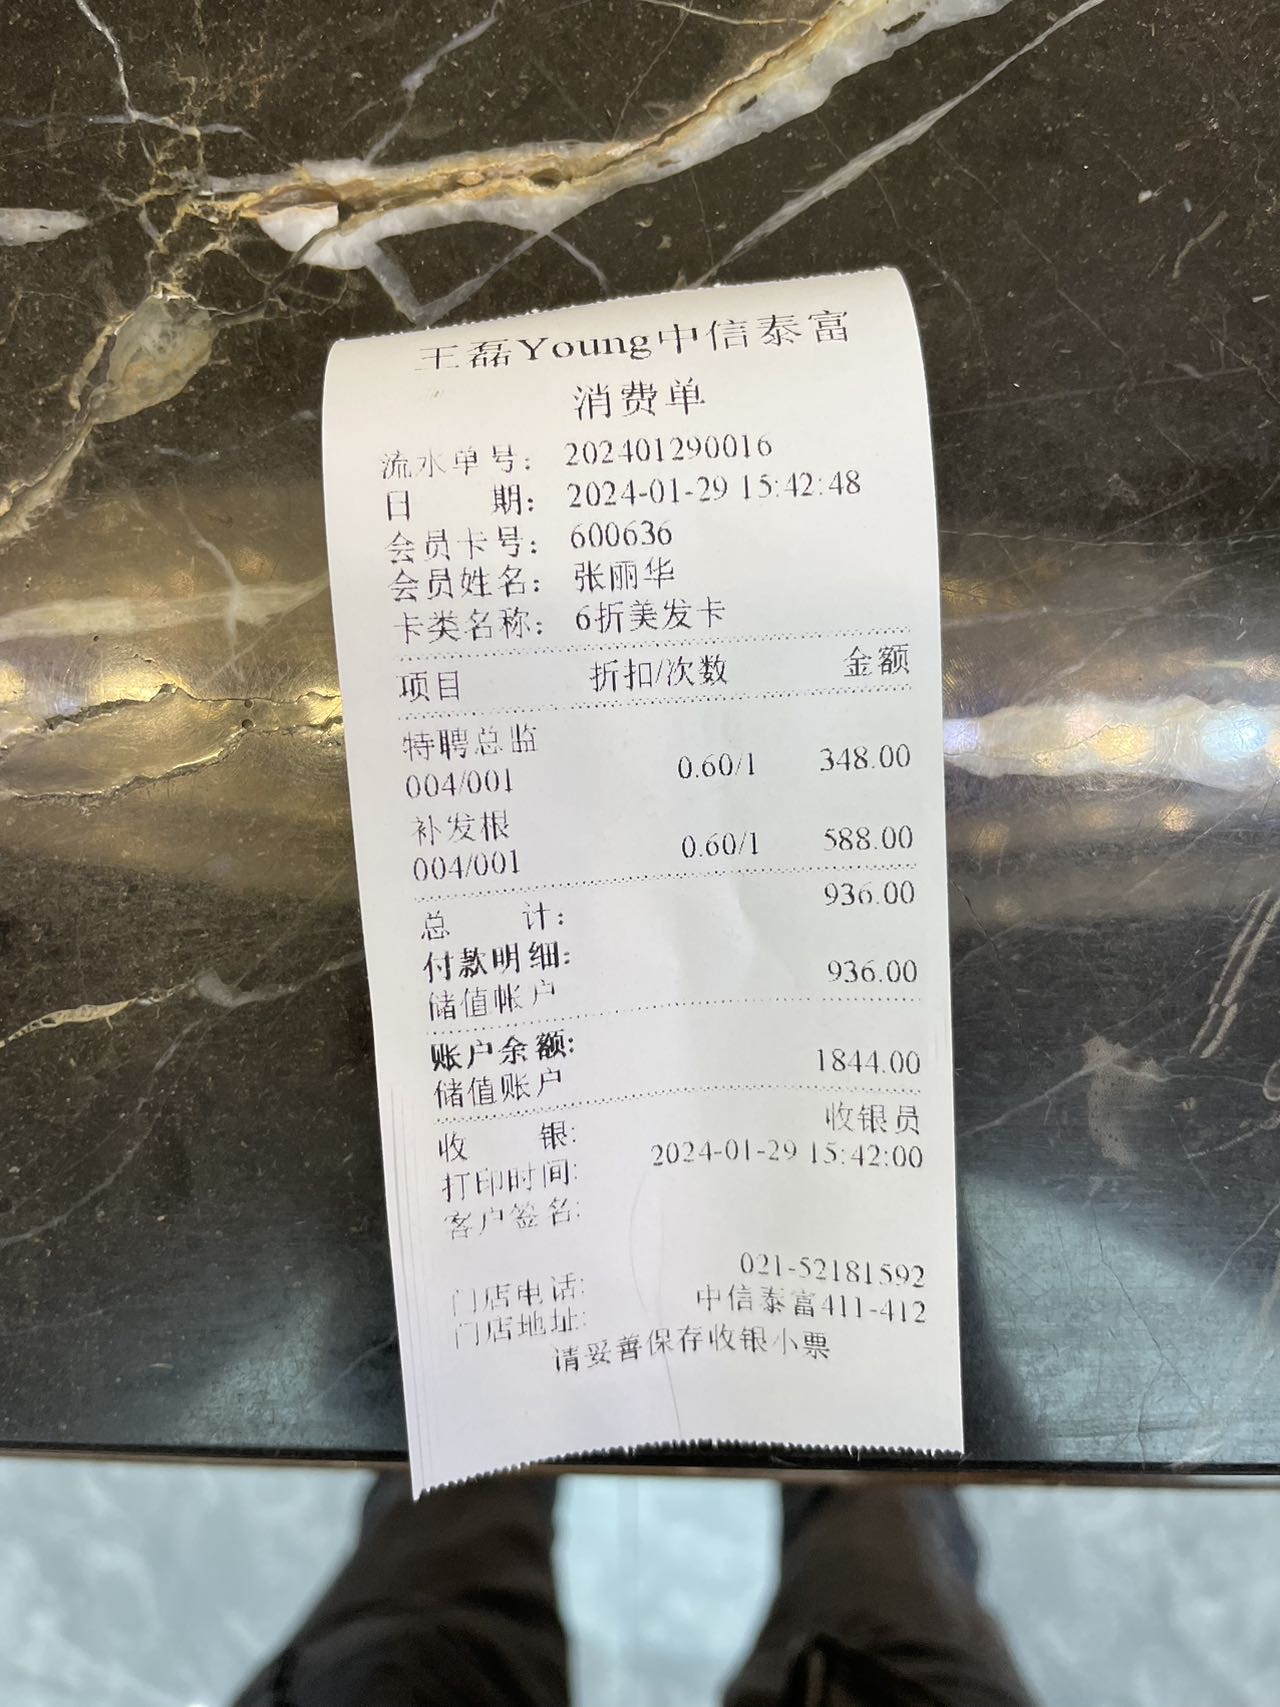 王磊Young中信泰富
消费单
流水单号: 202401290016
日 期: 2024-01-29 15:42:48
会员卡号: 600636
会员姓名: 张丽华
卡类名称: 6折美发卡
项目 折扣/次数 金额
特聘总监
004/001 0.60/1 348.00
补发根
004/001 0.60/1 588.00
总 计: 936.00
付款明细:
储值帐户 936.00
账户余额:
储值账户 1844.00
收 银: 收银员
打印时间: 2024-01-29 15:42:00
客户签名:
门店电话: 021-52181592
门店地址: 中信泰富411-412
请妥善保存收银小票